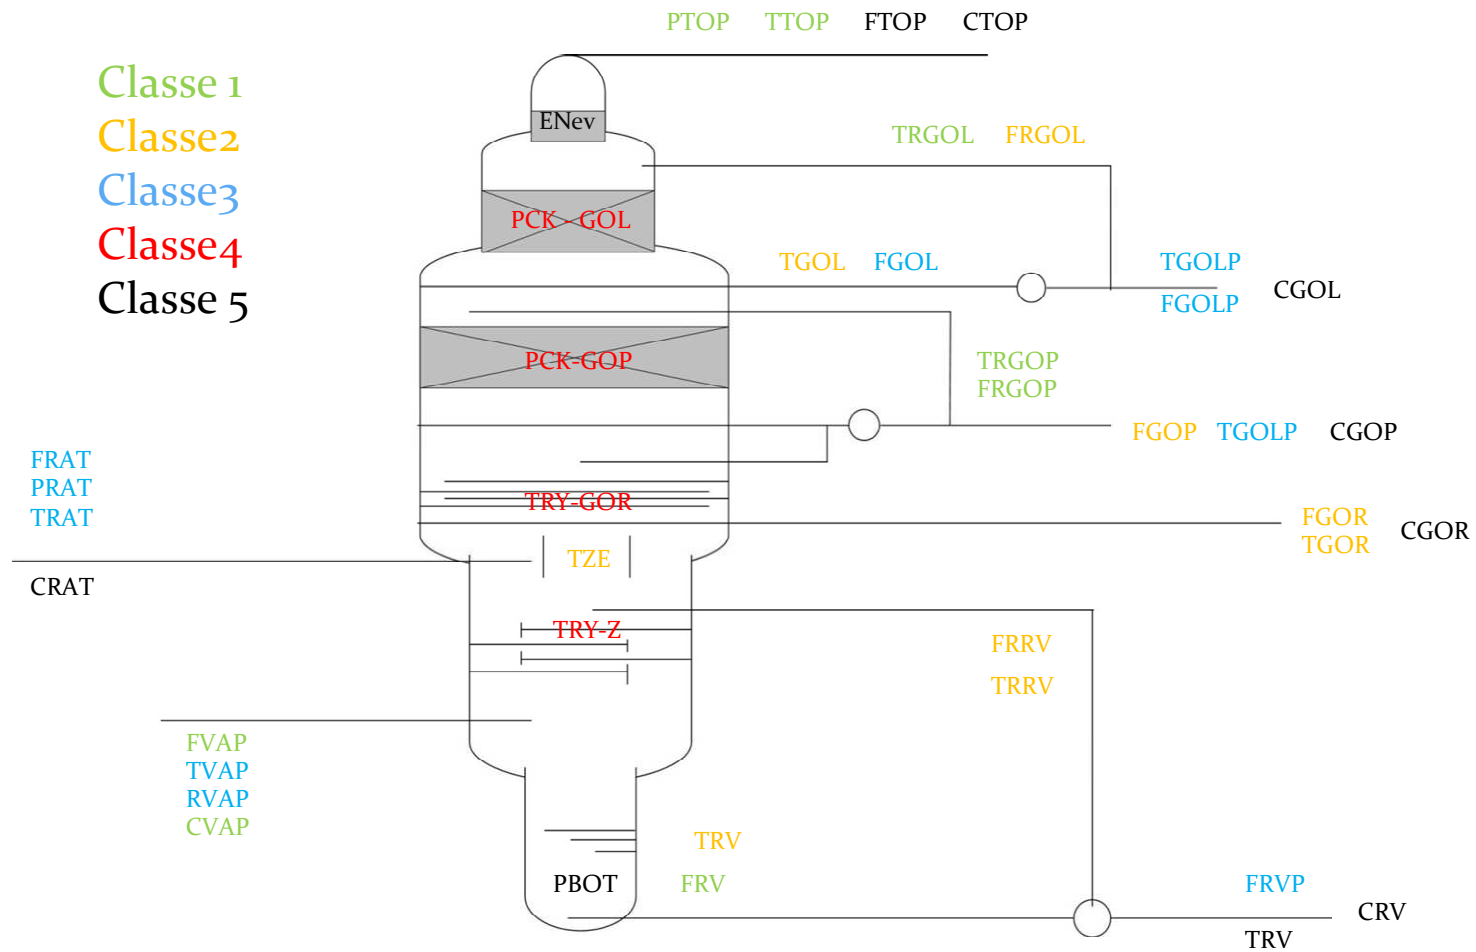 PTOP TTOP FTOP CTOP
Classe 1
Classe2
Classe3
Classe4
Classe 5
ENev
TRGOL FRGOL
PCK - GOL
TGOL FGOL
TGOLP
FGOLP
CGOL
PCK-GOP
TRGOP
FRGOP
FGOP TGOLP CGOP
FRAT
PRAT
TRAT
TRY-GOR
FGOR
TGOR
CGOR
TZE
CRAT
TRY-Z
FRRV
TRRV
FVAP
TVAP
RVAP
CVAP
TRV
PBOT FRV
FRVP
CRV
TRV